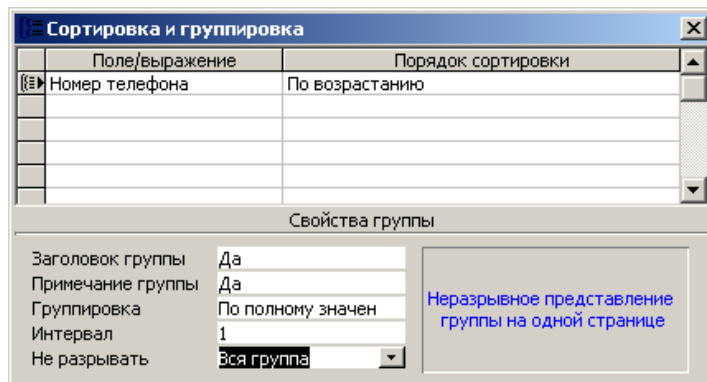 Сортировка и группировка
Поле/выражение Порядок сортировки
Номер телефона По возрастанию
Свойства группы
Заголовок группы Да
Примечание группы Да
Группировка По полному значен
Интервал 1
Не разрывать Вся группа
Неразрывное представление
группы на одной странице